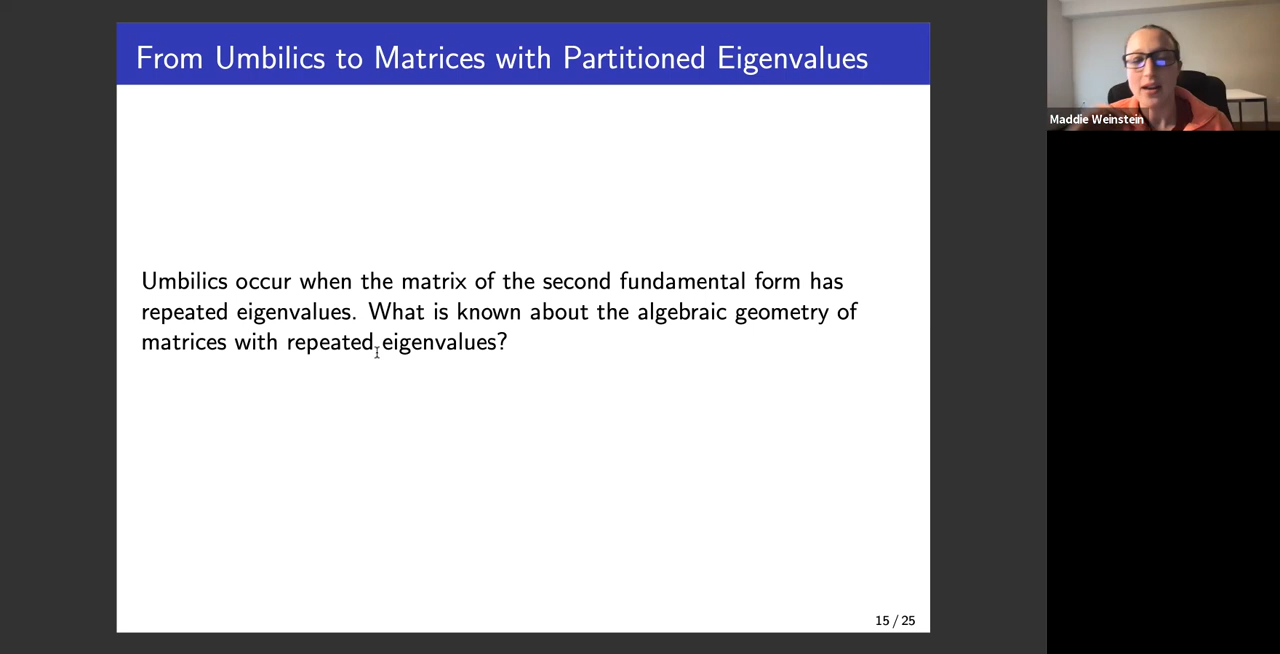 From Umbilics to Matrices with Partitioned Eigenvalues
Umbilics occur when the matrix of the second fundamental form has
repeated eigenvalues. What is known about the algebraic geometry of
matrices with repeated eigenvalues?
15 / 25
Maddie Weinstein